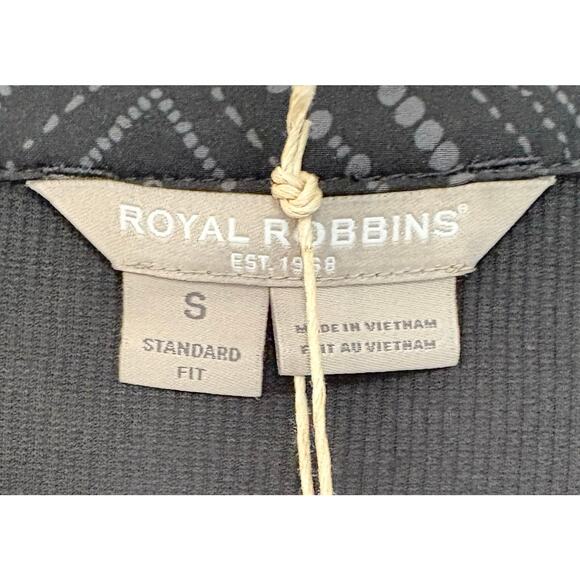 ROYAL ROBBINS®
EST. 1968
S
STANDARD
FIT
MADE IN VIETNAM
FAIT AU VIETNAM